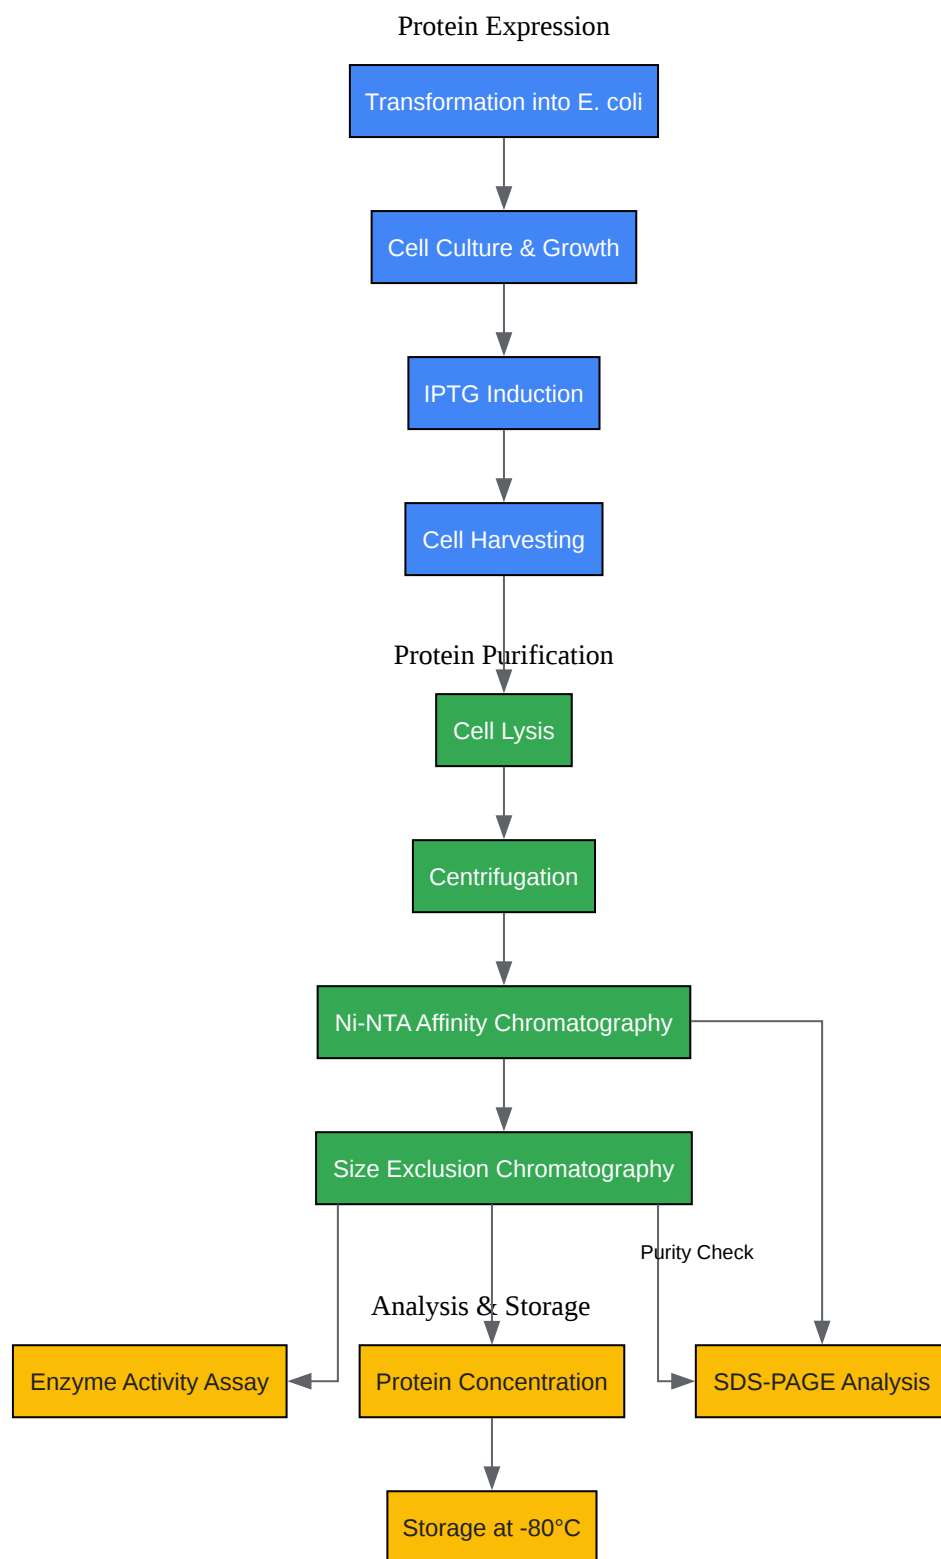 Protein Expression
Transformation into E. coli
Cell Culture & Growth
IPTG Induction
Cell Harvesting
Protein Purification
Cell Lysis
Centrifugation
Ni-NTA Affinity Chromatography
Size Exclusion Chromatography
Purity Check
Analysis & Storage
Enzyme Activity Assay
Protein Concentration
SDS-PAGE Analysis
Storage at -80°C